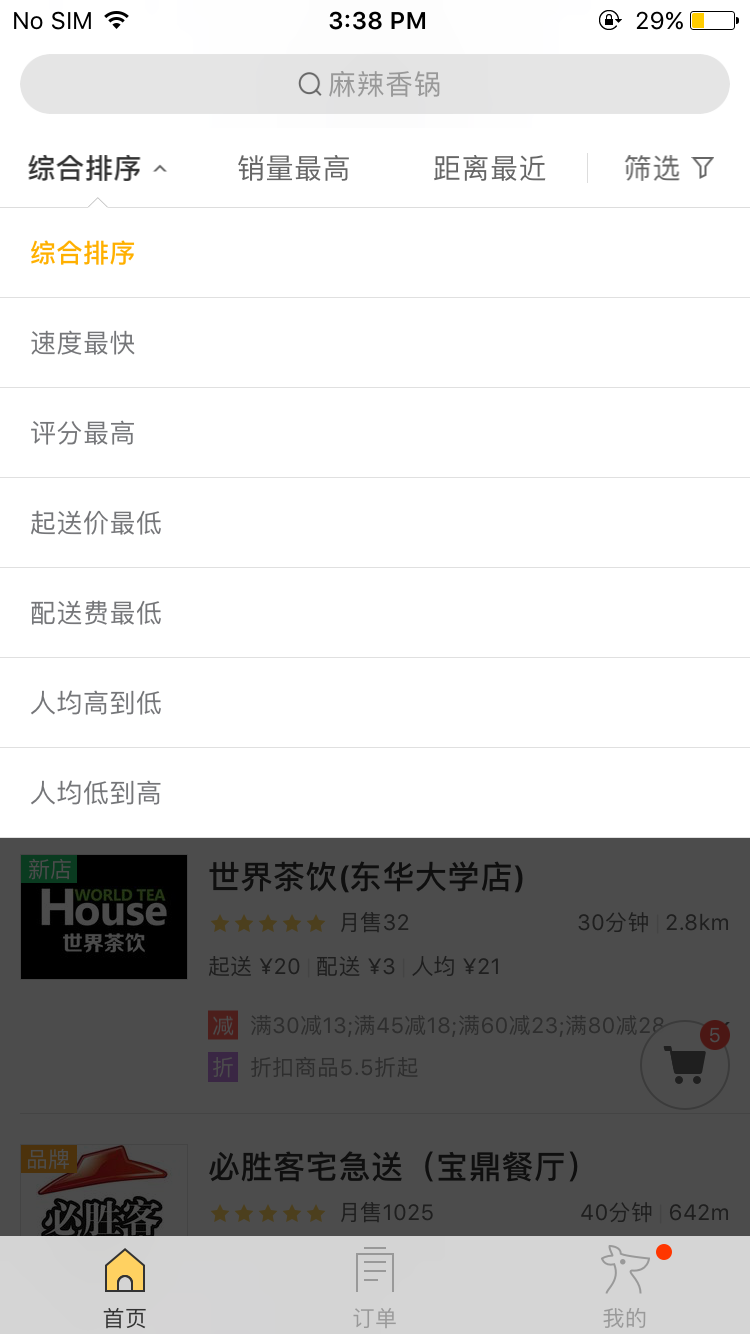 No SIM 3:38 PM 29%
麻辣香锅
综合排序 销量最高 距离最近 筛选
综合排序
速度最快
评分最高
起送价最低
配送费最低
人均高到低
人均低到高
新店
WORLD TEA
House
世界茶饮
世界茶饮(东华大学店)
月售32 30分钟 2.8km
起送 ¥20 配送 ¥3 人均 ¥21
减 满30减13;满45减18;满60减23;满80减28
5
折 折扣商品5.5折起
品牌
必胜客
必胜客宅急送（宝鼎餐厅）
月售1025 40分钟 642m
首页 订单 我的